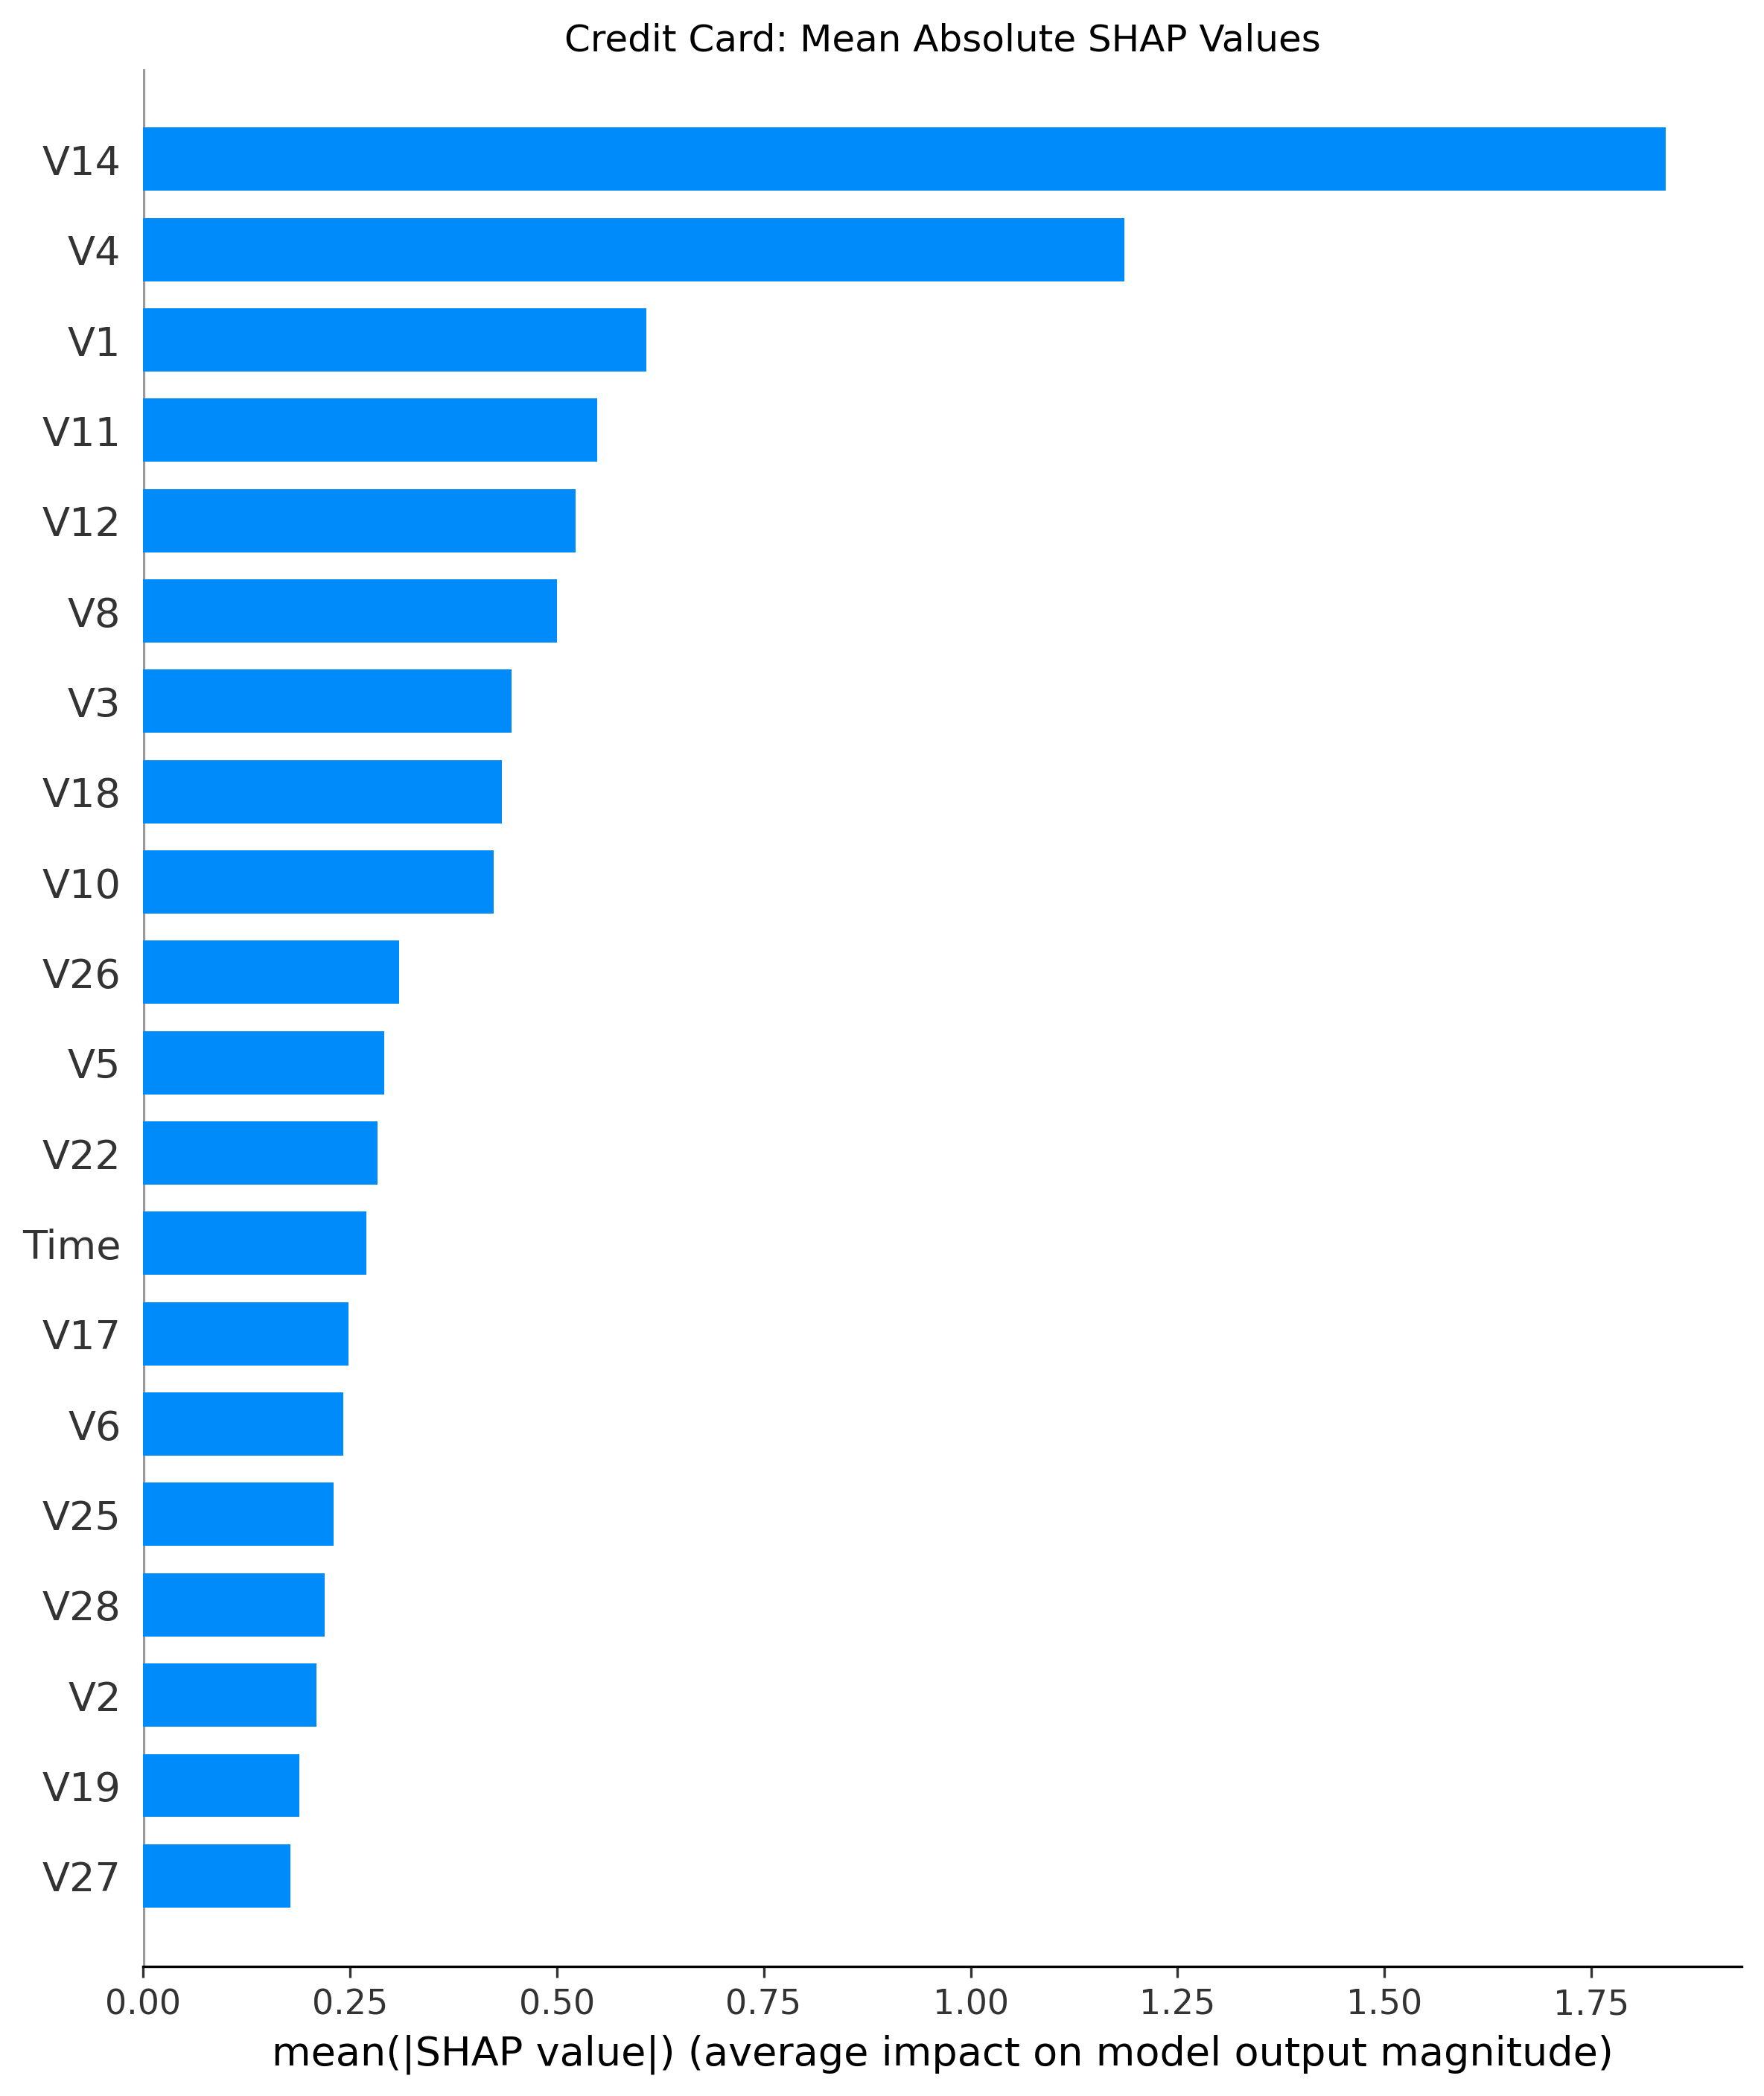 Credit Card: Mean Absolute SHAP Values
V14
V4
V1
V11
V12
V8
V3
V18
V10
V26
V5
V22
Time
V17
V6
V25
V28
V2
V19
V27
0.00 0.25 0.50 0.75 1.00 1.25 1.50 1.75
mean(|SHAP value|) (average impact on model output magnitude)